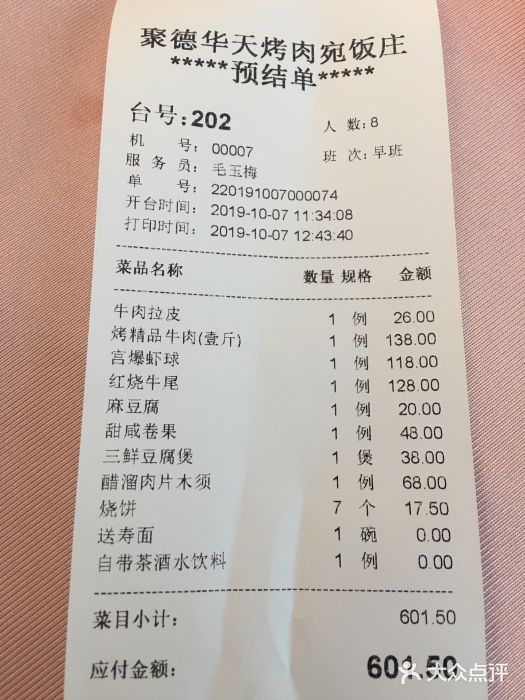 聚德华天烤肉宛饭庄
*****预结单*****
台号:202 人 数:8
机 号: 00007 班 次:早班
服 务 员: 毛玉梅
单 号: 220191007000074
开台时间: 2019-10-07 11:34:08
打印时间: 2019-10-07 12:43:40
菜品名称 数量 规格 金额
牛肉拉皮 1 例 26.00
烤精品牛肉(壹斤) 1 例 138.00
宫爆虾球 1 例 118.00
红烧牛尾 1 例 128.00
麻豆腐 1 例 20.00
甜咸卷果 1 例 48.00
三鲜豆腐煲 1 煲 38.00
醋溜肉片木须 1 例 68.00
烧饼 7 个 17.50
送寿面 1 碗 0.00
自带茶酒水饮料 1 例 0.00
菜目小计: 601.50
应付金额: 601.50
大众点评